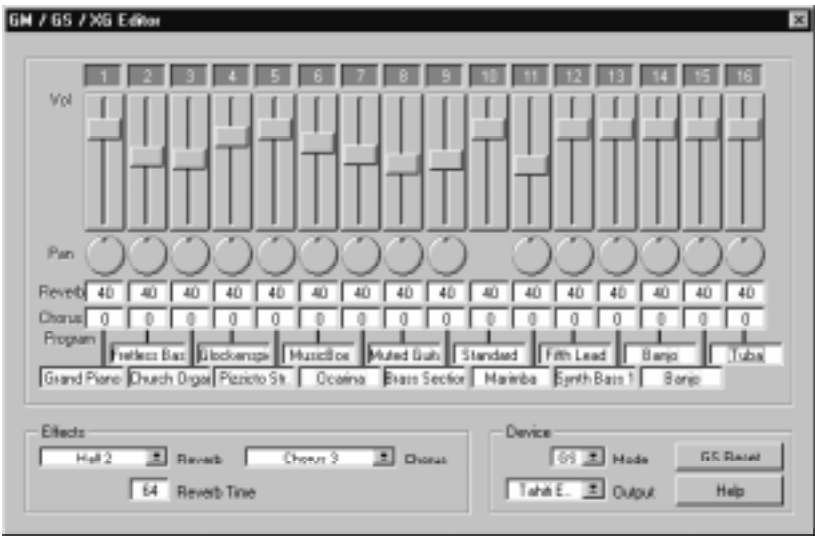 GM / GS / XG Editor
1 2 3 4 5 6 7 8 9 10 11 12 13 14 15 16
Vol
Pan
Reverb 40 40 40 40 40 40 40 40 40 40 40 40 40 40 40 40
Chorus 0 0 0 0 0 0 0 0 0 0 0 0 0 0 0 0
Program
Fretless Bas Glockenspi MusicBox Muted Guit Standard Fifth Lead Banjo Tuba
Grand Piano Church Orga Pizzicto Str. Ocarina Brass Section Marimba Synth Bass 1 Banjo
Effects
Hall 2 Reverb Chorus 3 Chorus
64 Reverb Time
Device
GS Mode GS Reset
Tahiti E.. Output Help